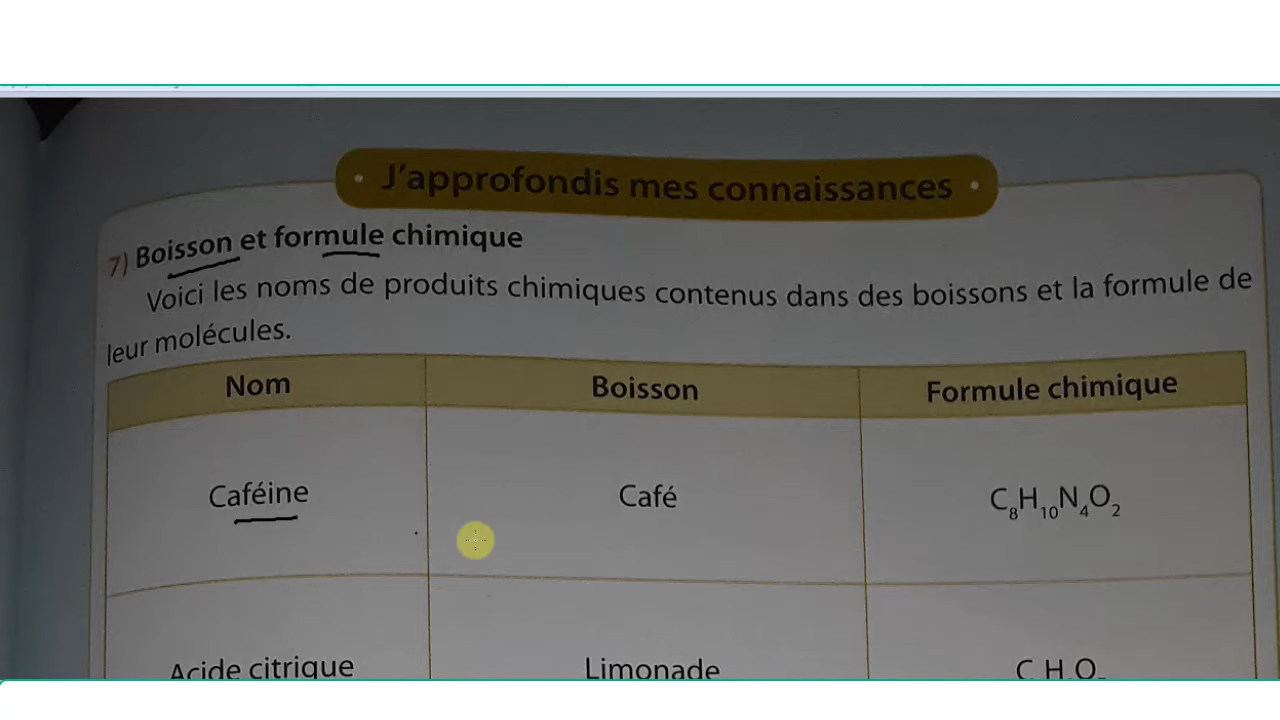 J'approfondis mes connaissances
7) Boisson et formule chimique
Voici les noms de produits chimiques contenus dans des boissons et la formule de
leur molécules.
Nom Boisson Formule chimique
Caféine Café C₈H₁₀N₄O₂
Acide citrique Limonade